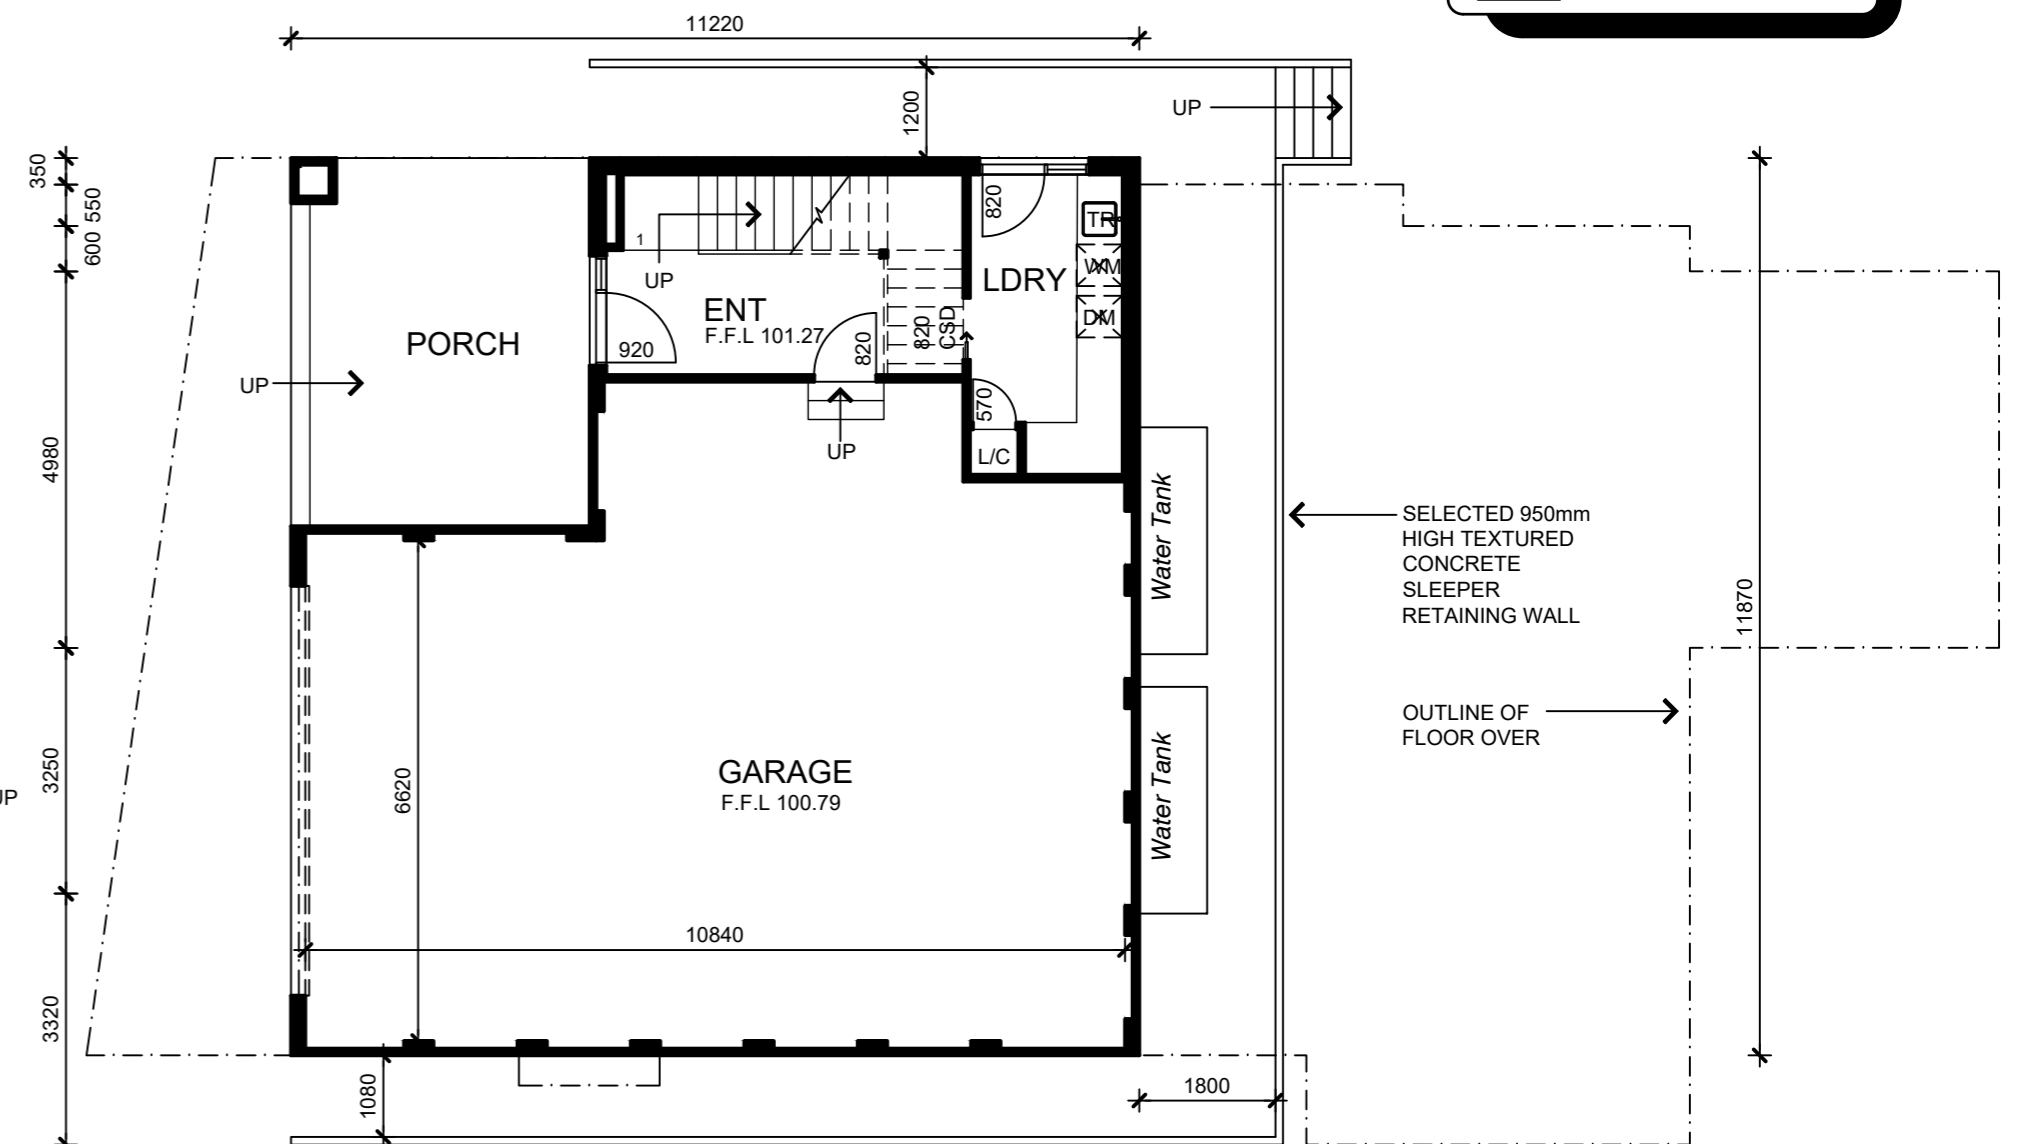 11220
1200
UP
350
550
600
4980
3250
3320
UP
820
TR
WM
DM
LDRY
1
UP
ENT
F.F.L 101.27
920
820
820
CSD
570
L/C
PORCH
UP
UP
Water Tank
Water Tank
SELECTED 950mm
HIGH TEXTURED
CONCRETE
SLEEPER
RETAINING WALL
11870
OUTLINE OF
FLOOR OVER
GARAGE
F.F.L 100.79
6620
10840
1080
1800